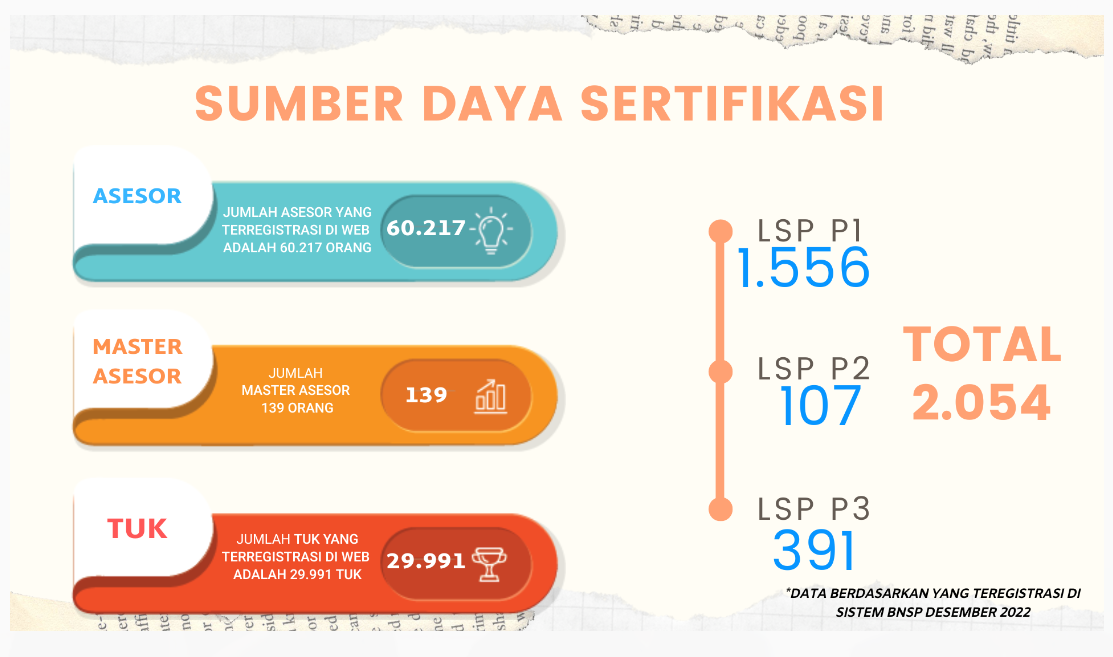 SUMBER DAYA SERTIFIKASI
ASESOR
JUMLAH ASESOR YANG
TERREGISTRASI DI WEB
ADALAH 60.217 ORANG
60.217
MASTER
ASESOR
JUMLAH
MASTER ASESOR
139 ORANG
139
TUK
JUMLAH TUK YANG
TERREGISTRASI DI WEB
ADALAH 29.991 TUK
29.991
LSP P1
1.556
LSP P2
107
LSP P3
391
TOTAL
2.054
*DATA BERDASARKAN YANG TEREGISTRASI DI
SISTEM BNSP DESEMBER 2022